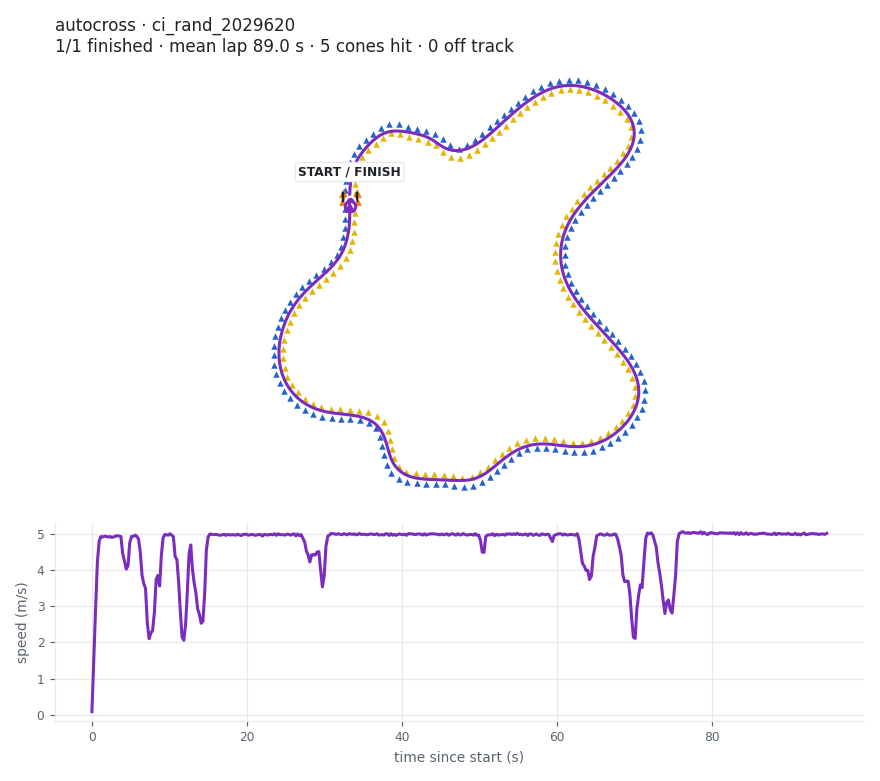 autocross · ci_rand_2029620
1/1 finished · mean lap 89.0 s · 5 cones hit · 0 off track
START / FINISH
5
4
3
2
1
0
speed (m/s)
0 20 40 60 80
time since start (s)